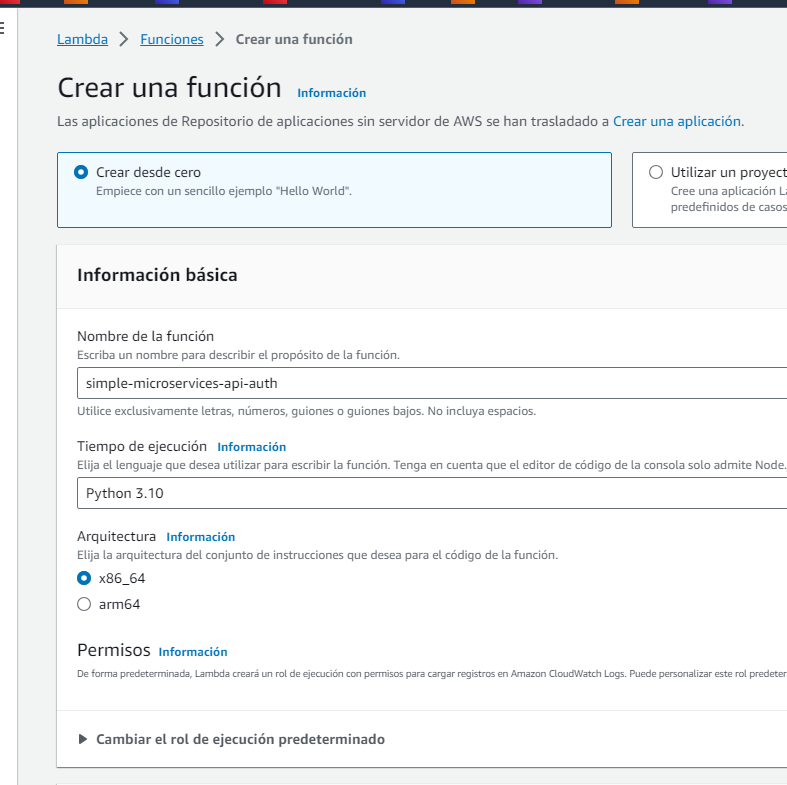 Lambda > Funciones > Crear una función
Crear una función Información
Las aplicaciones de Repositorio de aplicaciones sin servidor de AWS se han trasladado a Crear una aplicación.
Crear desde cero
Empiece con un sencillo ejemplo "Hello World".
Utilizar un
Cree una aplicación
predefinidos de casos
Información básica
Nombre de la función
Escriba un nombre para describir el propósito de la función.
simple-microservices-api-auth
Utilice exclusivamente letras, números, guiones o guiones bajos. No incluya espacios.
Tiempo de ejecución Información
Elija el lenguaje que desea utilizar para escribir la función. Tenga en cuenta que el editor de código de la consola solo admite Node.
Python 3.10
Arquitectura Información
Elija la arquitectura del conjunto de instrucciones que desea para el código de la función.
x86_64
arm64
Permisos Información
De forma predeterminada, Lambda creará un rol de ejecución con permisos para cargar registros en Amazon CloudWatch Logs. Puede personalizar este rol
Cambiar el rol de ejecución predeterminado